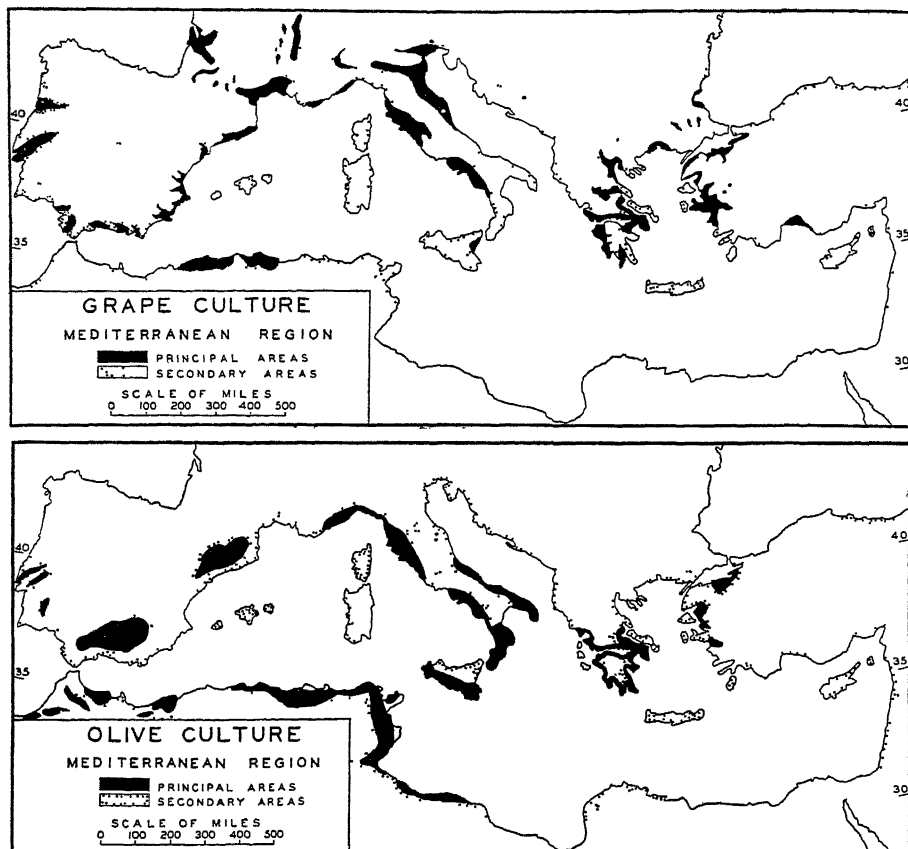 40
40
35
35
GRAPE CULTURE
MEDITERRANEAN REGION
PRINCIPAL AREAS
SECONDARY AREAS
SCALE OF MILES
0 100 200 300 400 500
30
40
40
35
35
OLIVE CULTURE
MEDITERRANEAN REGION
PRINCIPAL AREAS
SECONDARY AREAS
SCALE OF MILES
0 100 200 300 400 500
30